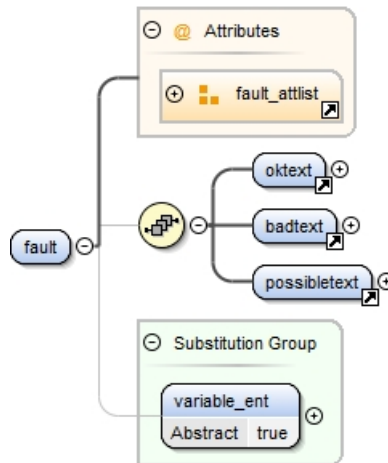 @ Attributes
fault_attlist
oktext
badtext
fault
possibletext
Substitution Group
variable_ent
Abstract true